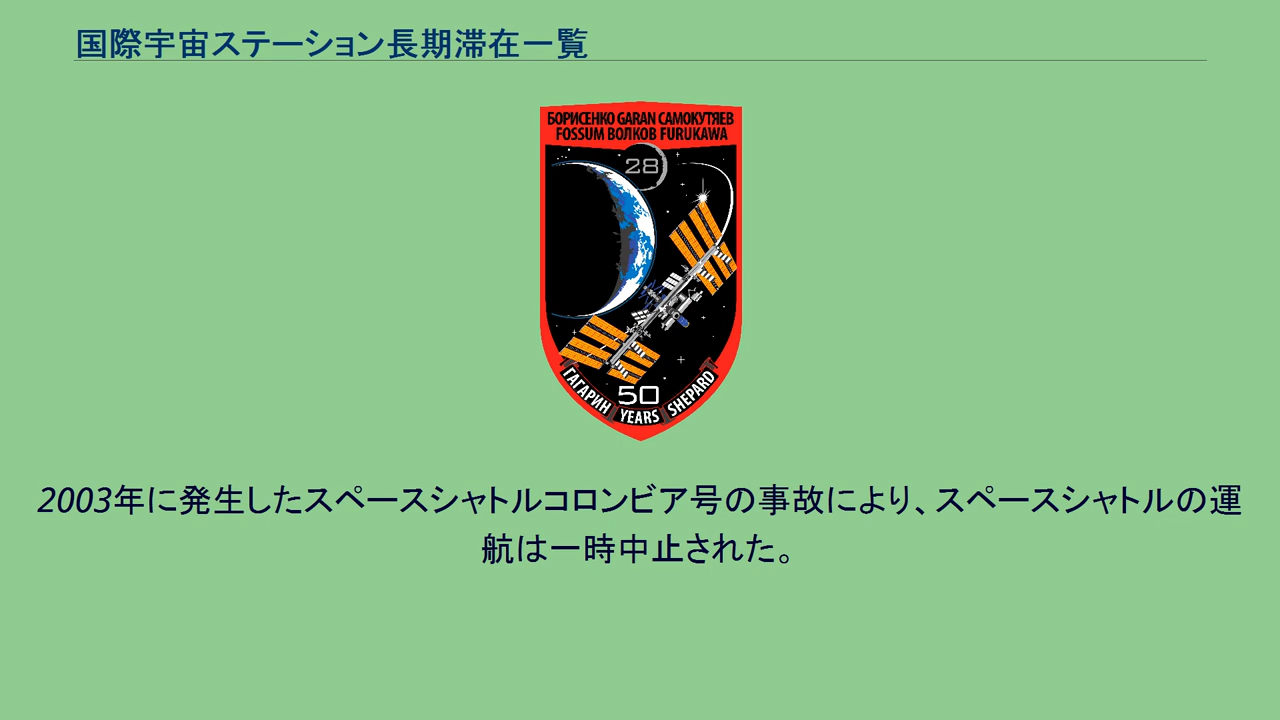 国際宇宙ステーション長期滞在一覧
БОРИСЕНКО GARAN САМОКУТЯЕВ
FOSSUM ВОЛКОВ FURUKAWA
28
50
ГАГАРИН YEARS SHEPARD
2003年に発生したスペースシャトルコロンビア号の事故により、スペースシャトルの運
航は一時中止された。